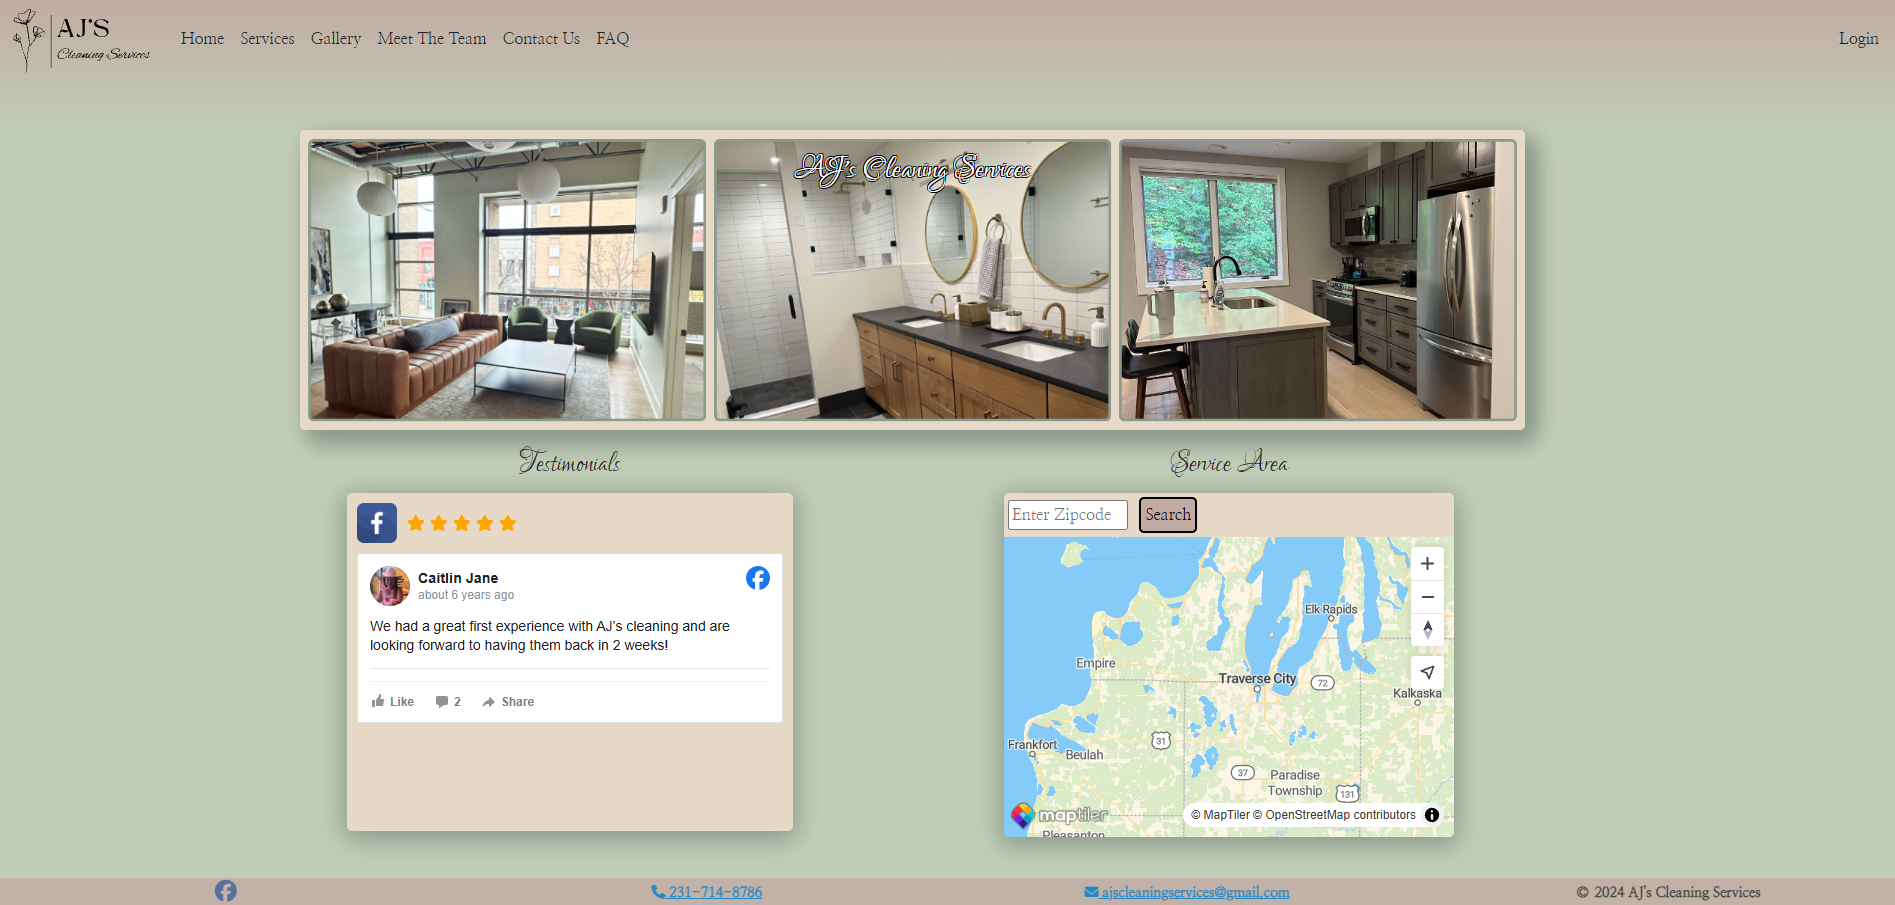 AJ'S
Cleaning Services
Home Services Gallery Meet The Team Contact Us FAQ
Login
AJ's Cleaning Services
Testimonials
Service Area
Caitlin Jane
about 6 years ago
We had a great first experience with AJ's cleaning and are
looking forward to having them back in 2 weeks!
Like 2 Share
Enter Zipcode Search
Elk Rapids
Empire
Traverse City 72
Kalkaska
Frankfort
Beulah
31
37
Paradise
Township
131
maptiler
© MapTiler © OpenStreetMap contributors
Pleasanton
231-714-8786
ajscleaningservices@gmail.com
© 2024 AJ's Cleaning Services